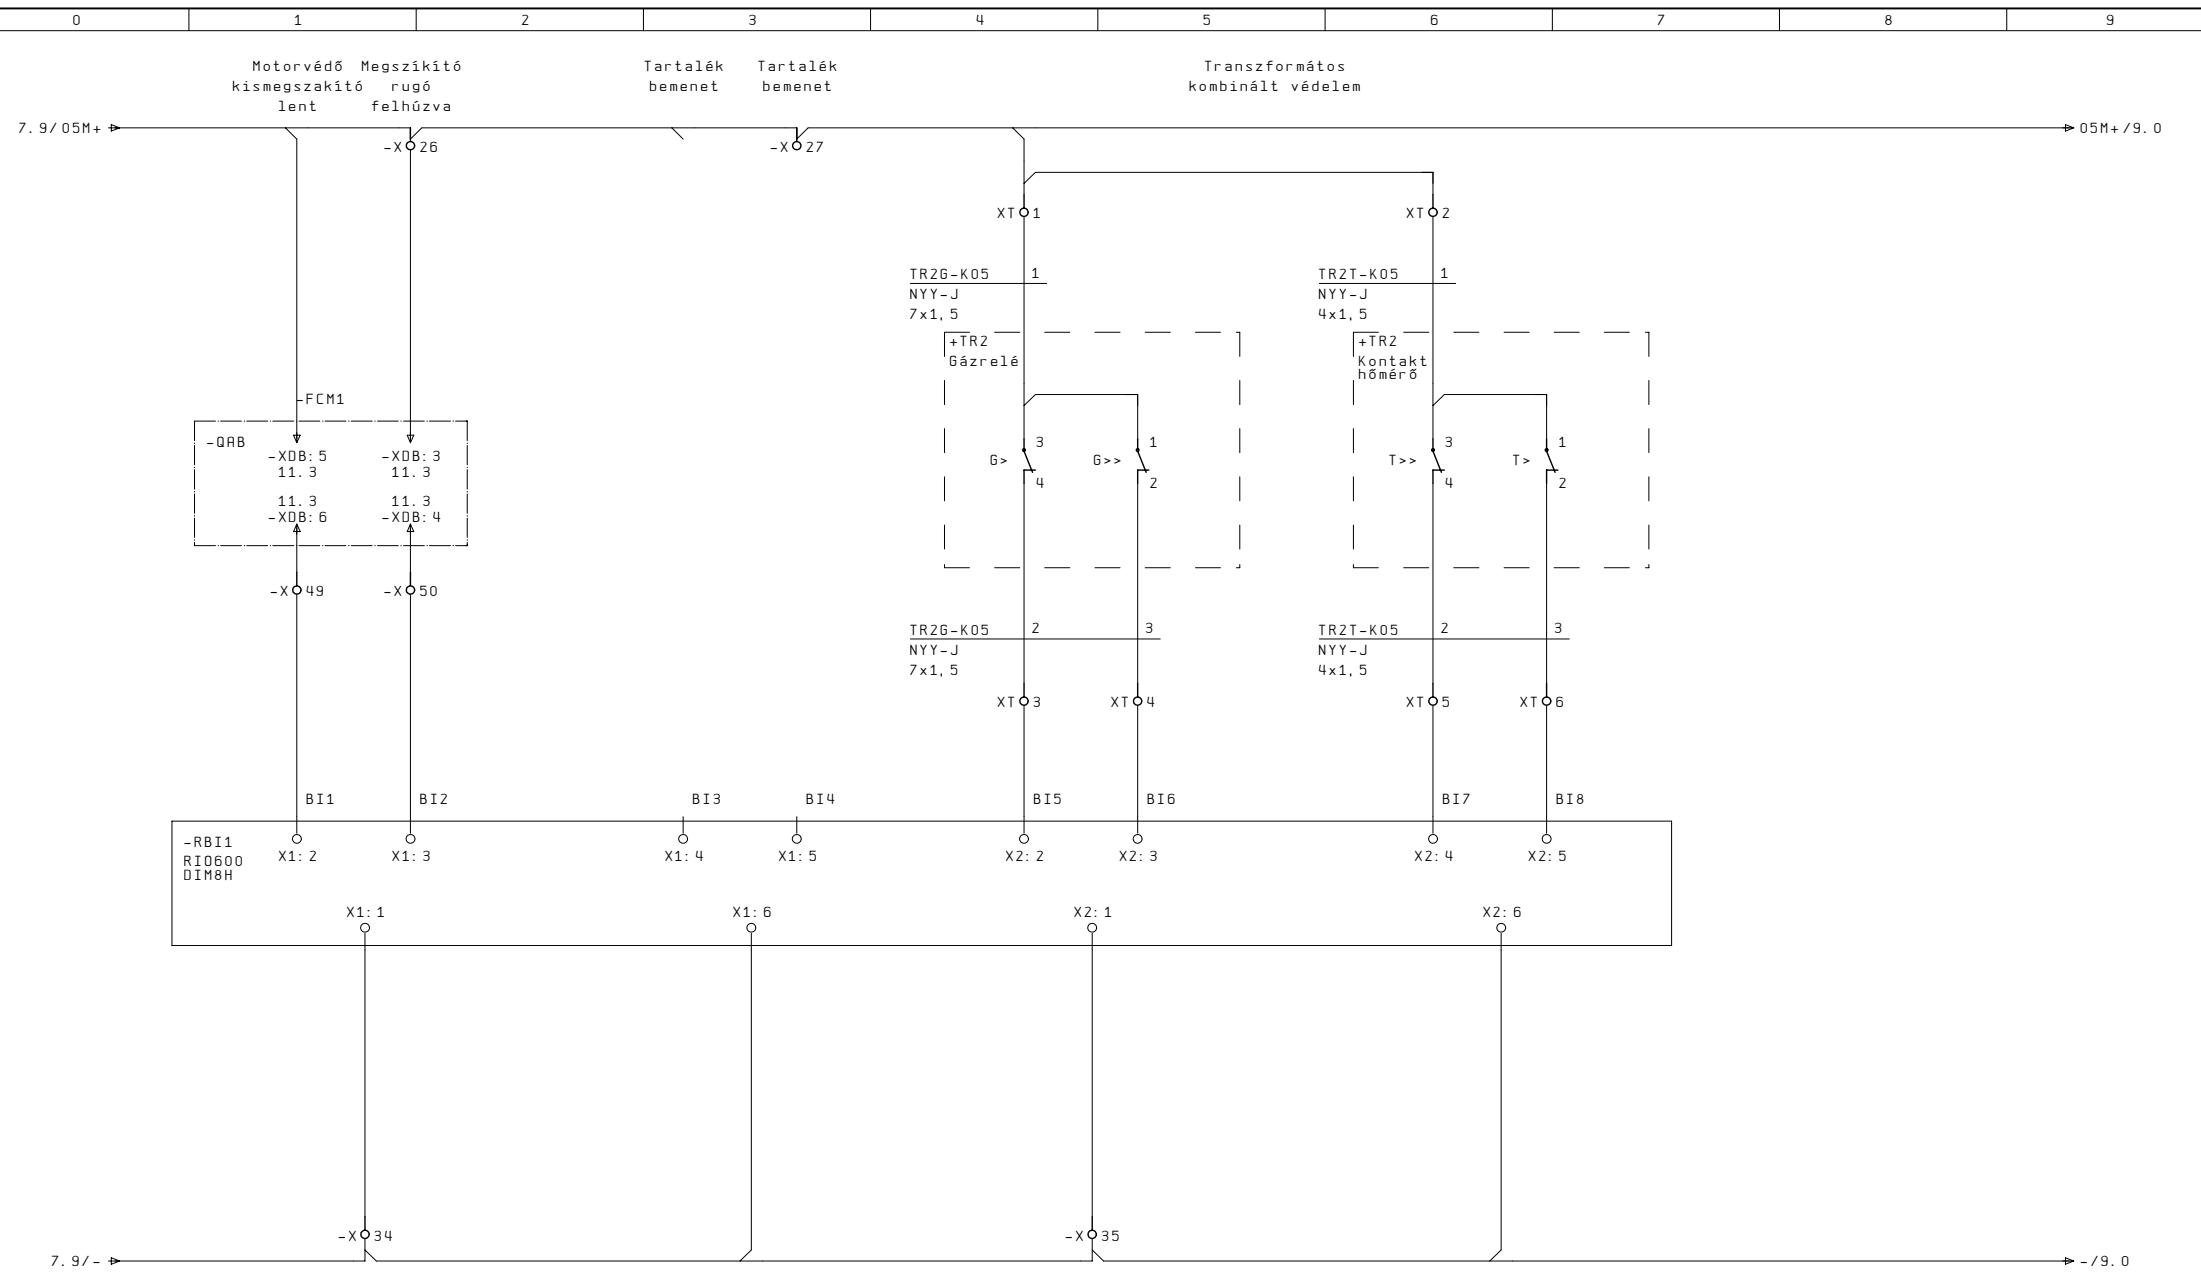 0 1 2 3 4 5 6 7 8 9
Motorvédő Megszíkító Tartalék Tartalék Transzformátos
kismegszakító rugó bemenet bemenet kombinált védelem
lent felhúzva
7.9/05M+ 05M+/9.0
-X 26 -X 27
XT 1 XT 2
TR2G-K05 1 TR2T-K05 1
NYY-J NYY-J
7x1,5 4x1,5
+TR2 +TR2
Gázrelé Kontakt
hőmérő
-FCM1
-QAB 3 1 3 1
-XDB:5 -XDB:3 G> G>> T>> T>
11.3 11.3 4 2 4 2
11.3 11.3
-XDB:6 -XDB:4
-X 49 -X 50
TR2G-K05 2 3 TR2T-K05 2 3
NYY-J NYY-J
7x1,5 4x1,5
XT 3 XT 4 XT 5 XT 6
BI1 BI2 BI3 BI4 BI5 BI6 BI7 BI8
-RBI1
RIO600 X1:2 X1:3 X1:4 X1:5 X2:2 X2:3 X2:4 X2:5
DIM8H
X1:1 X1:6 X2:1 X2:6
-X 34 -X 35
7.9/- -/9.0